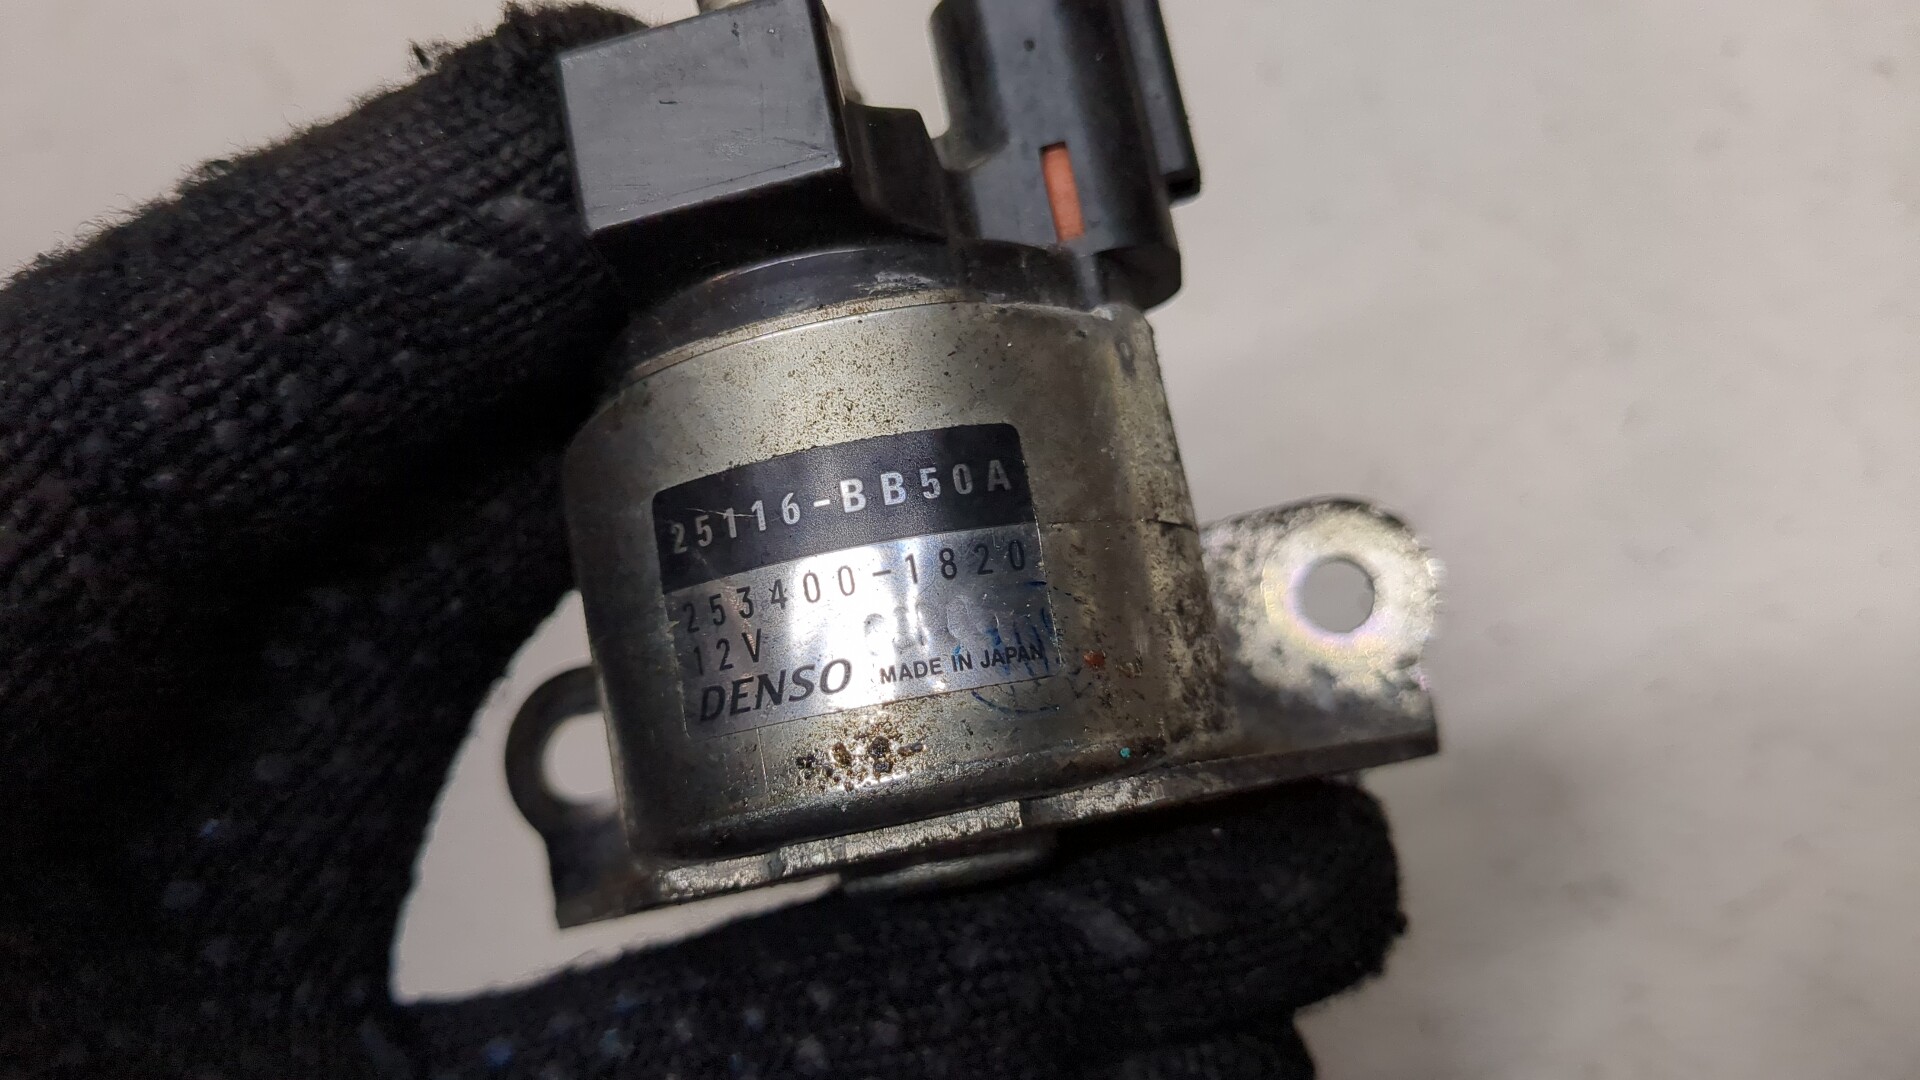 25116-BB50A
253400-1820
12V
DENSO MADE IN JAPAN